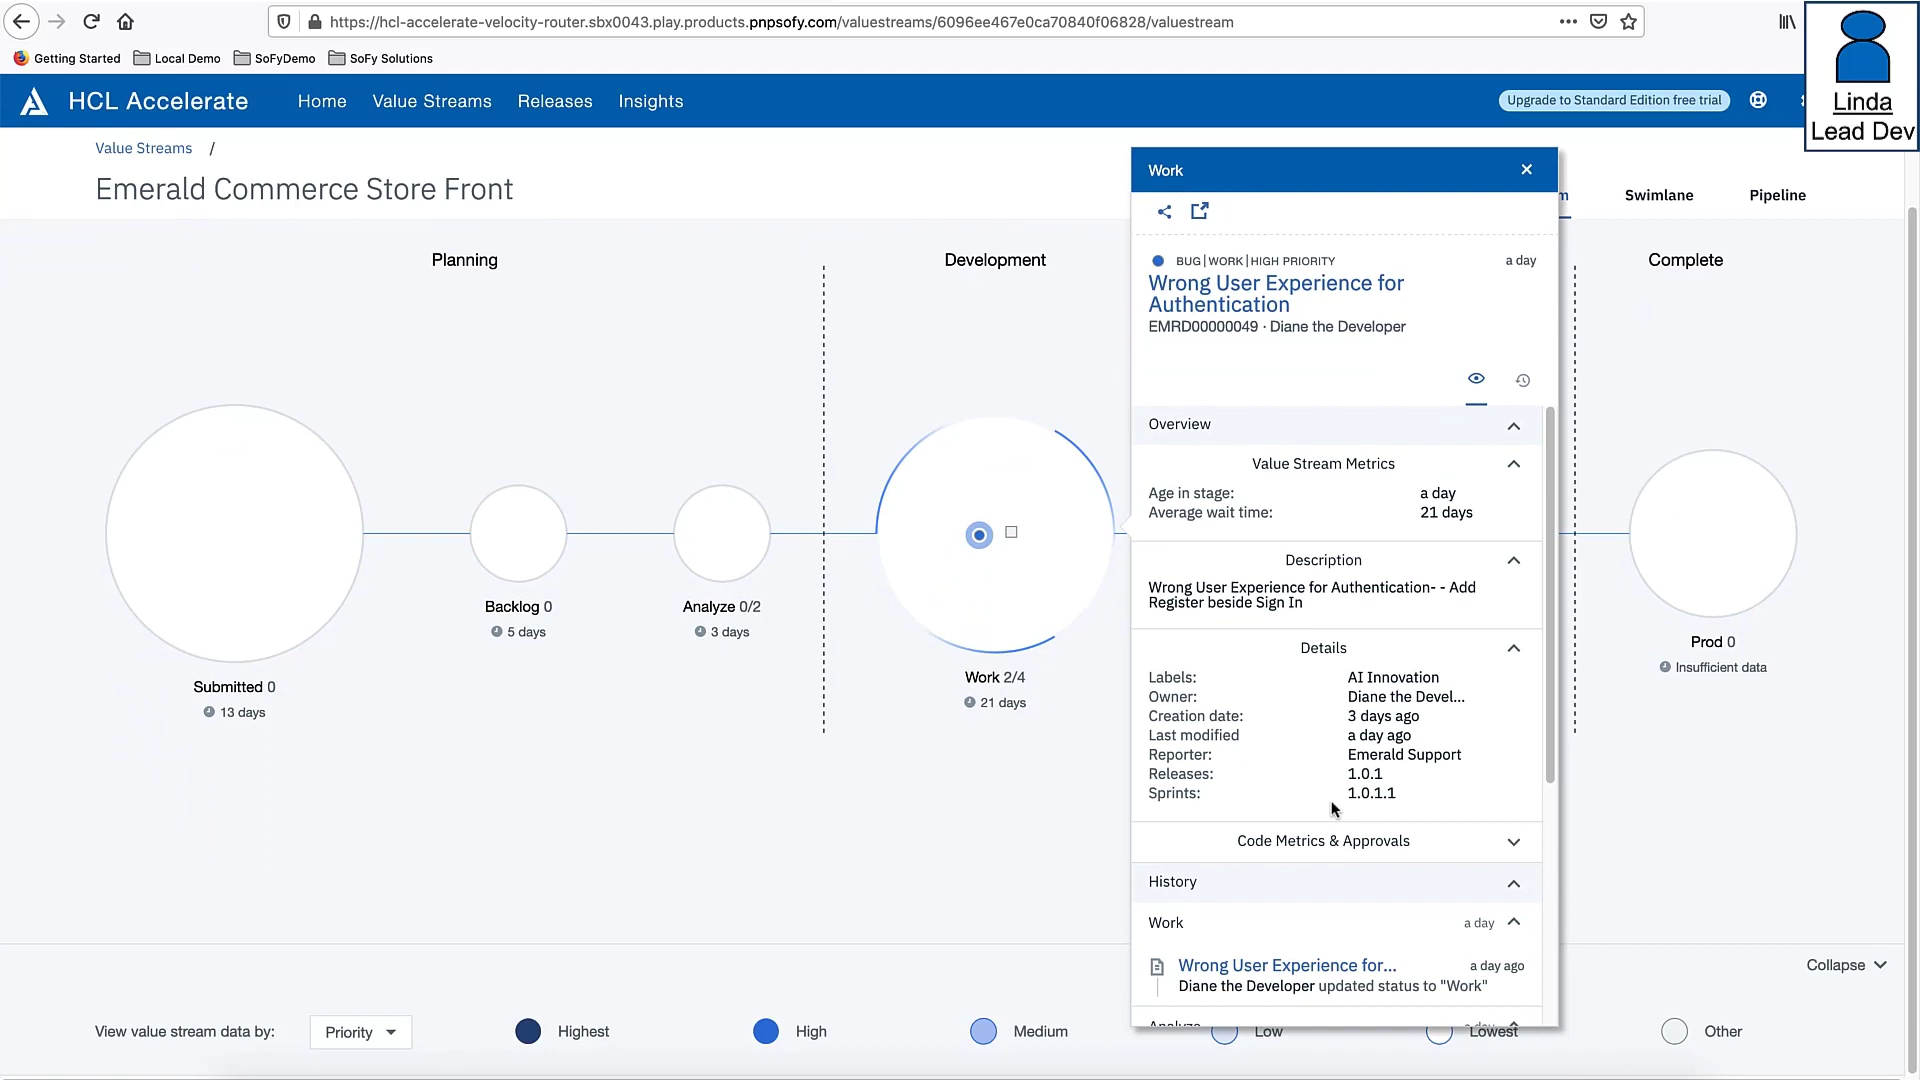 https://hcl-accelerate-velocity-router.sbx0043.play.products.pnpsofy.com/valuestreams/6096ee467e0ca70840f06828/valuestream
Getting Started
Local Demo
SoFyDemo
SoFy Solutions
Linda
Lead Dev
HCL Accelerate
Home
Value Streams
Releases
Insights
Upgrade to Standard Edition free trial
Value Streams /
Emerald Commerce Store Front
Swimlane
Pipeline
Planning
Development
Complete
Submitted 0
13 days
Backlog 0
5 days
Analyze 0/2
3 days
Work 2/4
21 days
Prod 0
Insufficient data
Work
BUG|WORK|HIGH PRIORITY
a day
Wrong User Experience for
Authentication
EMRD00000049 · Diane the Developer
Overview
Value Stream Metrics
Age in stage: a day
Average wait time: 21 days
Description
Wrong User Experience for Authentication- - Add
Register beside Sign In
Details
Labels: AI Innovation
Owner: Diane the Devel...
Creation date: 3 days ago
Last modified a day ago
Reporter: Emerald Support
Releases: 1.0.1
Sprints: 1.0.1.1
Code Metrics & Approvals
History
Work a day
Wrong User Experience for... a day ago
Diane the Developer updated status to "Work"
Analyze a day
Collapse
View value stream data by:
Priority
Highest
High
Medium
Low
Lowest
Other